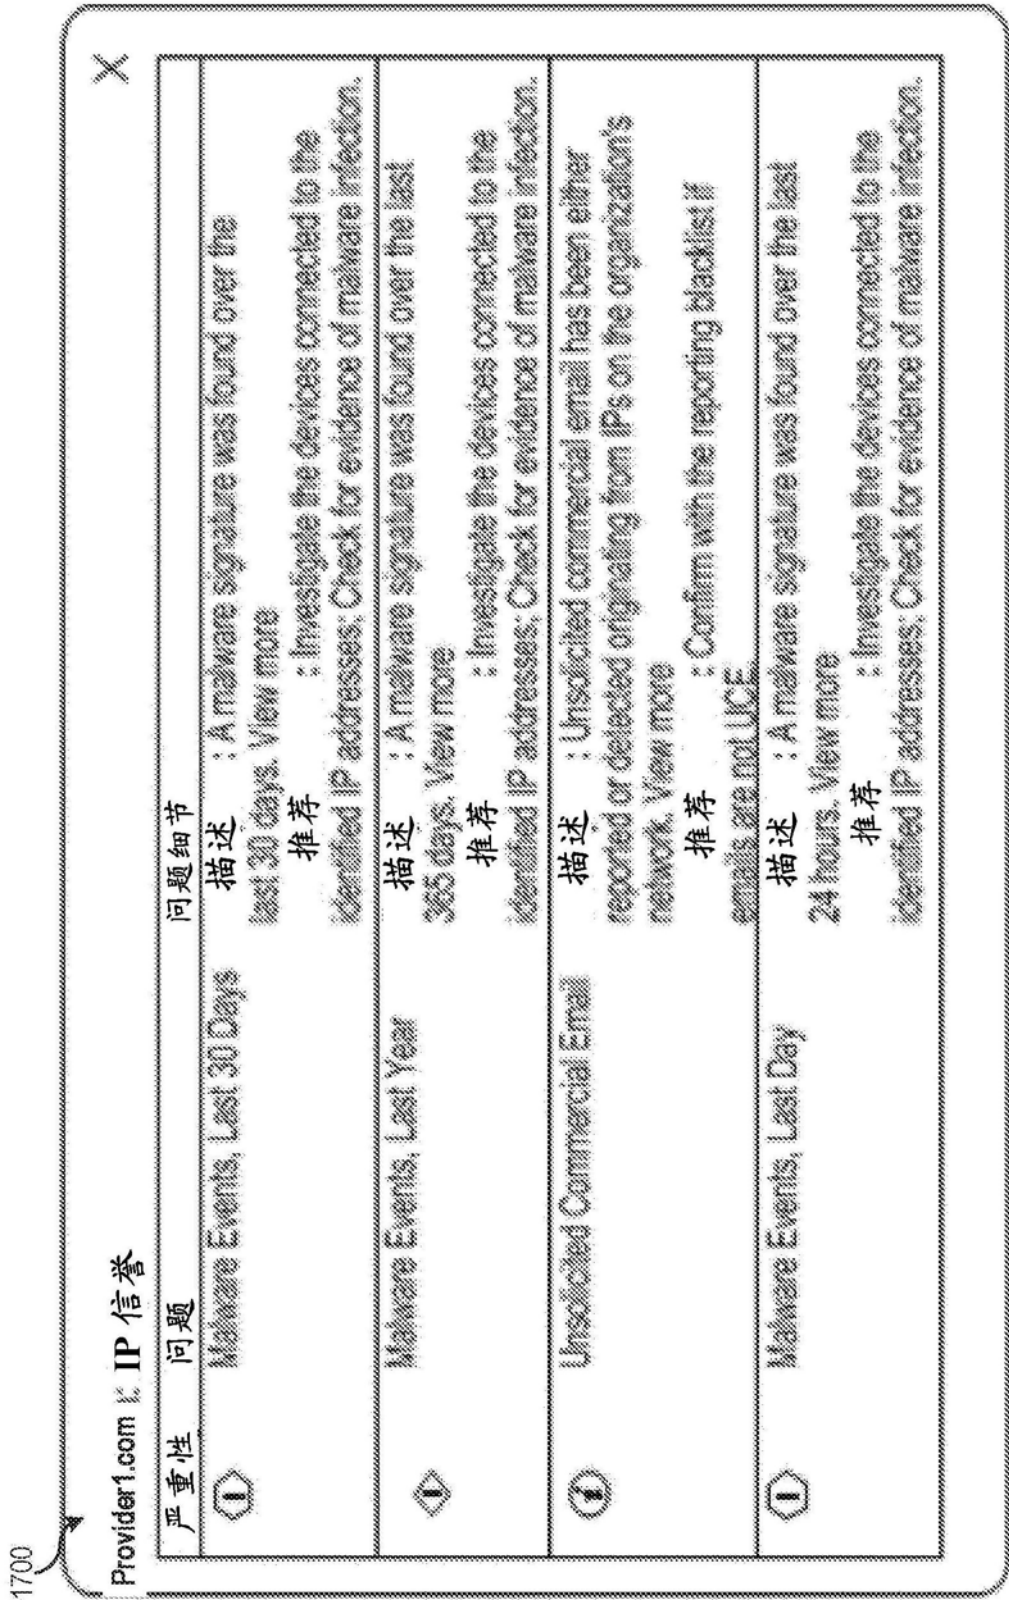 1700
Provider1.com IP 信誉
X
严重性 问题 问题细节
Malware Events, Last 30 Days
描述 : A malware signature was found over the
last 30 days. View more
推荐 : Investigate the devices connected to the
identified IP addresses; Check for evidence of malware infection.
Malware Events, Last Year
描述 : A malware signature was found over the last
365 days. View more
推荐 : Investigate the devices connected to the
identified IP addresses; Check for evidence of malware infection.
Unsolicited Commercial Email
描述 : Unsolicited commercial email has been either
reported or detected originating from IPs on the organization's
network. View more
推荐 : Confirm with the reporting blacklist if
emails are not UCE.
Malware Events, Last Day
描述 : A malware signature was found over the last
24 hours. View more
推荐 : Investigate the devices connected to the
identified IP addresses; Check for evidence of malware infection.